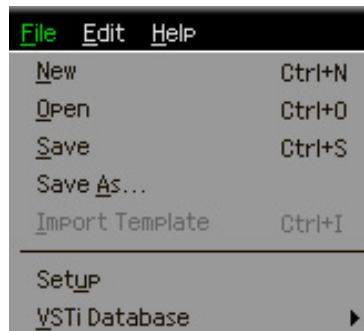 File Edit Help
New Ctrl+N
Open Ctrl+O
Save Ctrl+S
Save As...
Import Template Ctrl+I
Setup
VSTi Database